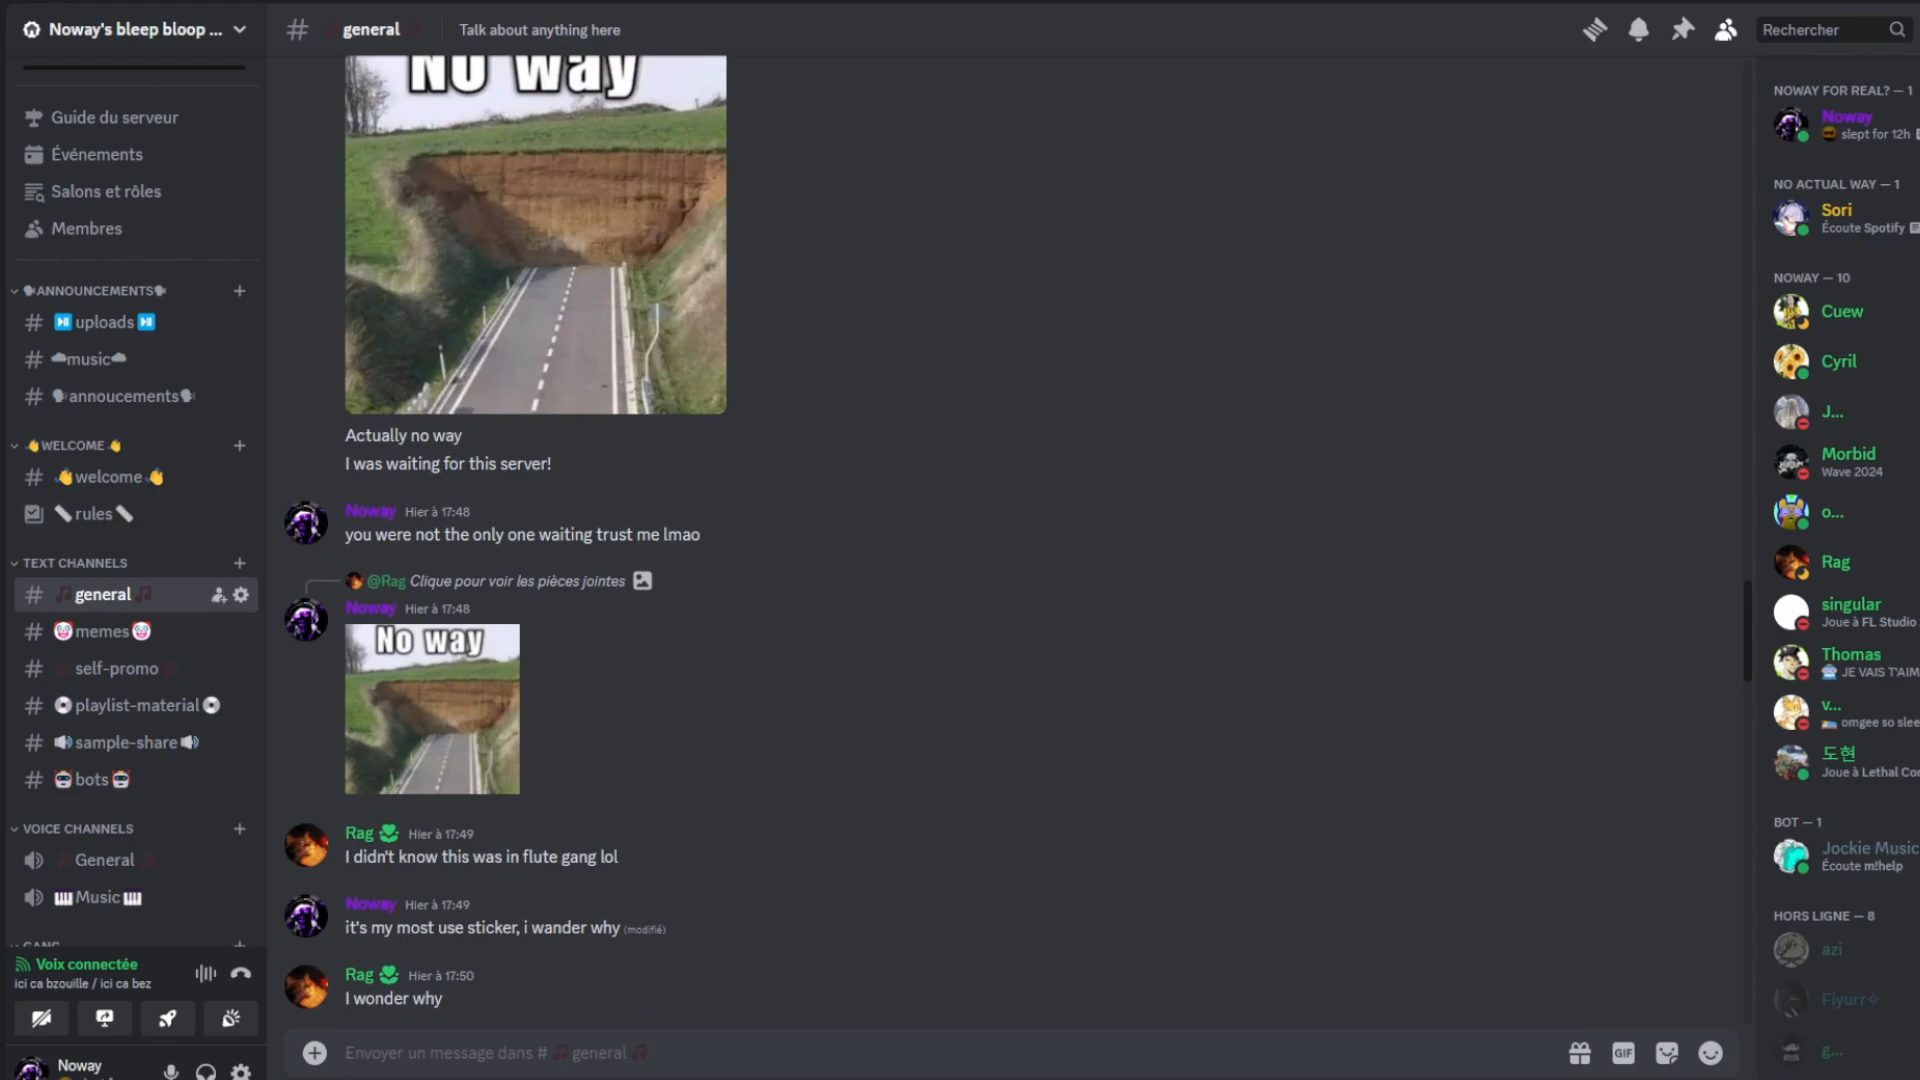 Noway's bleep bloop ...
general
Talk about anything here
Rechercher
Guide du serveur
Événements
Salons et rôles
Membres
ANNOUNCEMENTS
uploads
music
annoucements
WELCOME
welcome
rules
TEXT CHANNELS
general
memes
self-promo
playlist-material
sample-share
bots
VOICE CHANNELS
General
Music
GANG
Voix connectée
ici ca bzouille / ici ca bez
Noway
No way
Actually no way
I was waiting for this server!
Noway Hier à 17:48
you were not the only one waiting trust me lmao
@Rag Clique pour voir les pièces jointes
Noway Hier à 17:48
No way
Rag Hier à 17:49
I didn't know this was in flute gang lol
Noway Hier à 17:49
it's my most use sticker, i wander why (modifié)
Rag Hier à 17:50
I wonder why
Envoyer un message dans # general
GIF
NOWAY FOR REAL? — 1
Noway
slept for 12h
NO ACTUAL WAY — 1
Sori
Écoute Spotify
NOWAY — 10
Cuew
Cyril
J...
Morbid
Wave 2024
o...
Rag
singular
Joue à FL Studio
Thomas
JE VAIS T'AIM
v...
omgee so slee
도현
Joue à Lethal Co
BOT — 1
Jockie Music
Écoute m!help
HORS LIGNE — 8
azi
Fiyurr
g...